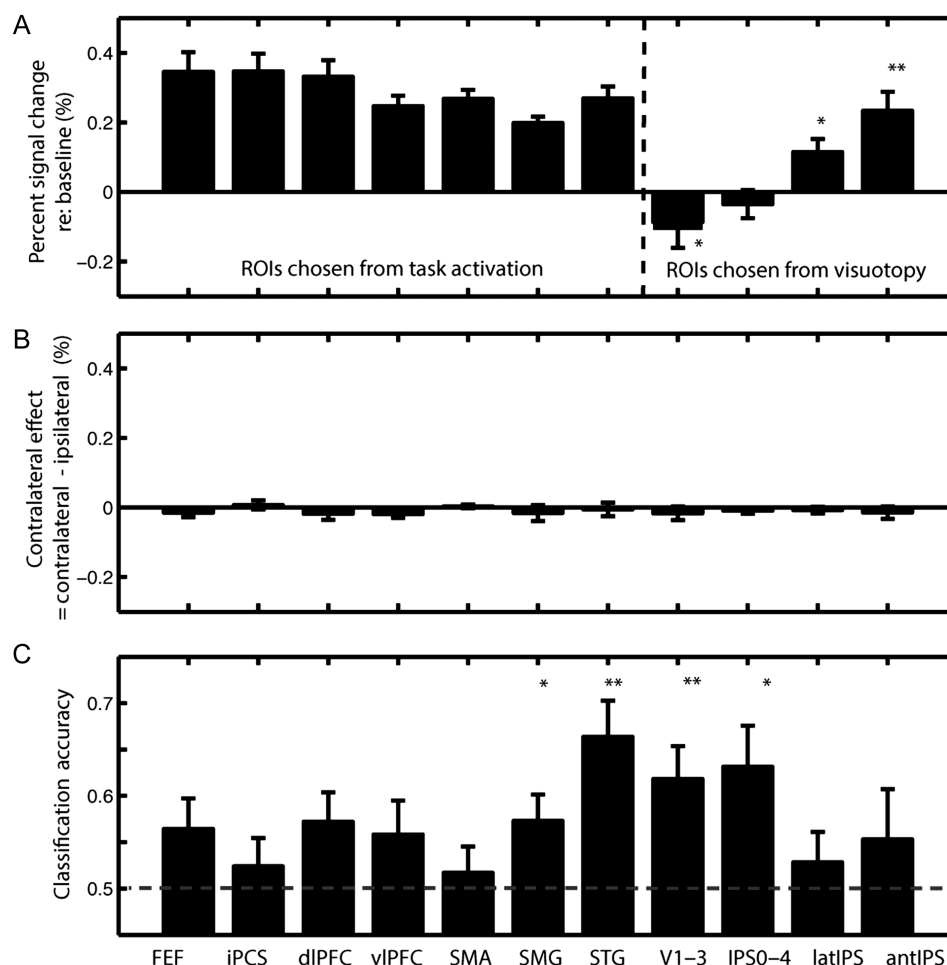 A
Percent signal change
re: baseline (%)
0.4
0.2
0
−0.2
**
*
*
ROIs chosen from task activation
ROIs chosen from visuotopy
B
Contralateral effect
= contralateral - ipsilateral (%)
0.4
0.2
0
−0.2
C
Classification accuracy
0.7
0.6
0.5
* ** ** *
FEF iPCS dlPFC vlPFC SMA SMG STG V1−3 IPS0−4 latIPS antIPS